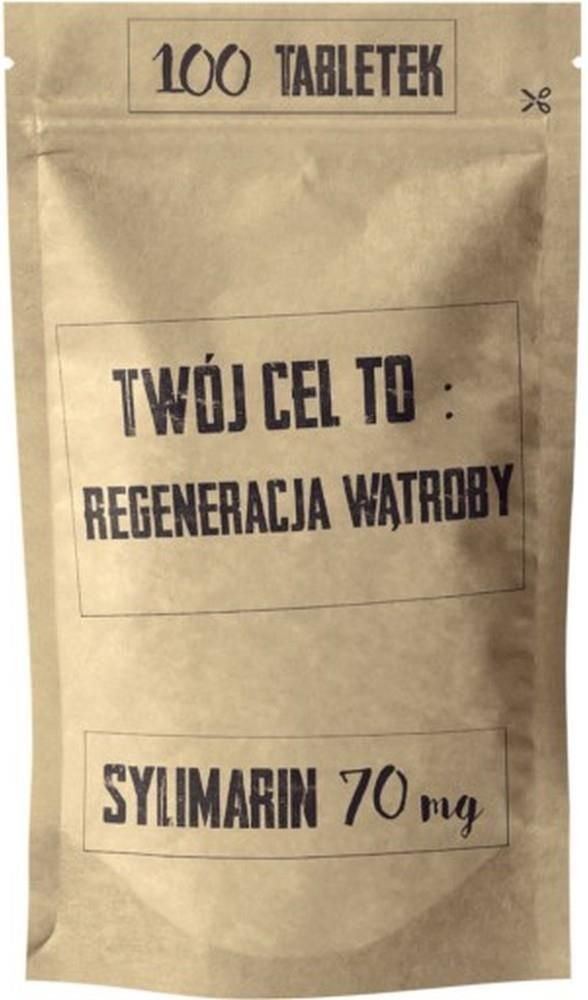 100 TABLETEK
TWÓJ CEL TO :
REGENERACJA WĄTROBY
SYLIMARIN 70 mg